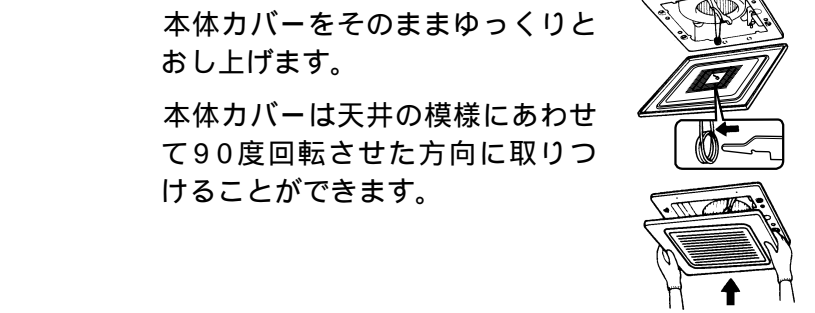 本体カバーをそのままゆっくりと
おし上げます。
本体カバーは天井の模様にあわせ
て90度回転させた方向に取りつ
けることができます。